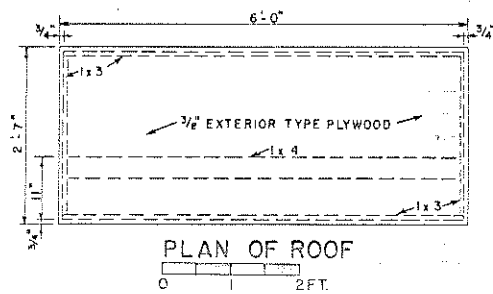 6'-0"
3/4"
3/4"
1 x 3
3/8" EXTERIOR TYPE PLYWOOD
2'-7"
1 x 4
11"
1 x 3
3/4"
PLAN OF ROOF
0 1 2 FT.